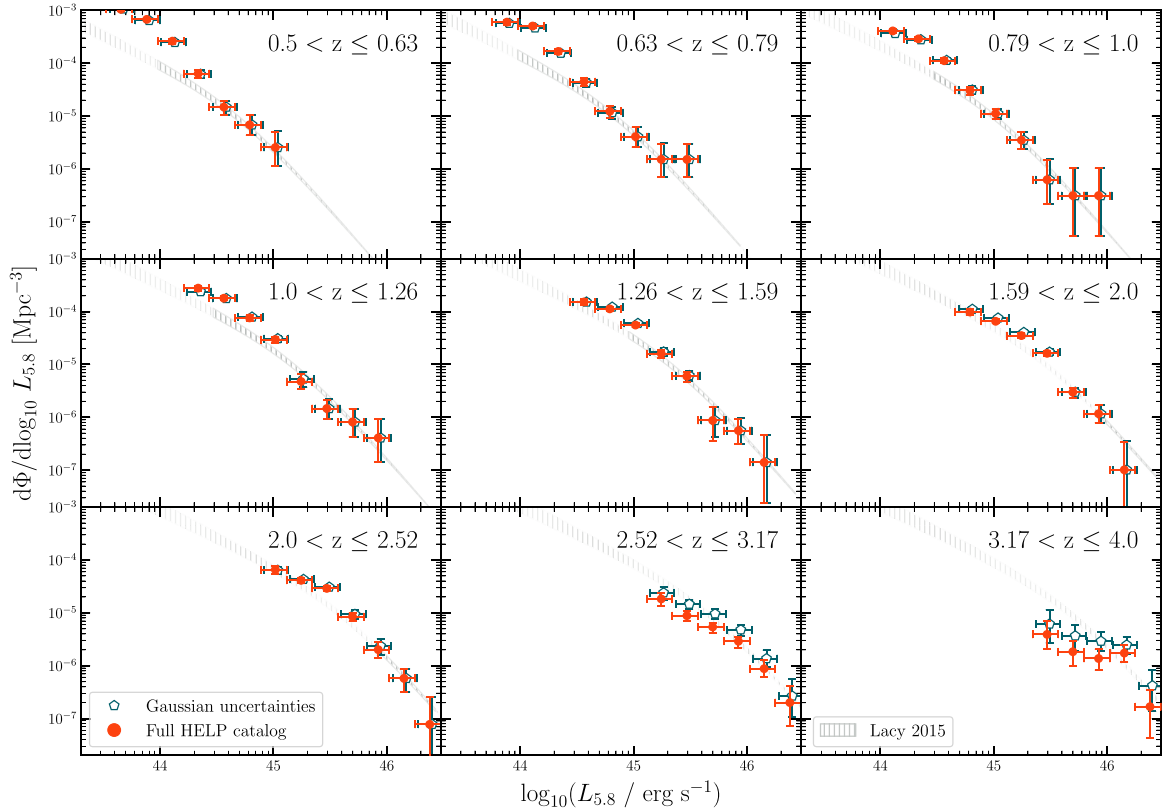 10⁻³
10⁻⁴
10⁻⁵
10⁻⁶
10⁻⁷
0.5 < z ≤ 0.63
0.63 < z ≤ 0.79
0.79 < z ≤ 1.0
10⁻³
10⁻⁴
10⁻⁵
10⁻⁶
10⁻⁷
1.0 < z ≤ 1.26
1.26 < z ≤ 1.59
1.59 < z ≤ 2.0
10⁻³
10⁻⁴
10⁻⁵
10⁻⁶
10⁻⁷
2.0 < z ≤ 2.52
2.52 < z ≤ 3.17
3.17 < z ≤ 4.0
Gaussian uncertainties
Full HELP catalog
Lacy 2015
44 45 46 44 45 46 44 45 46
dΦ/dlog₁₀ L₅.₈ [Mpc⁻³]
log₁₀(L₅.₈ / erg s⁻¹)